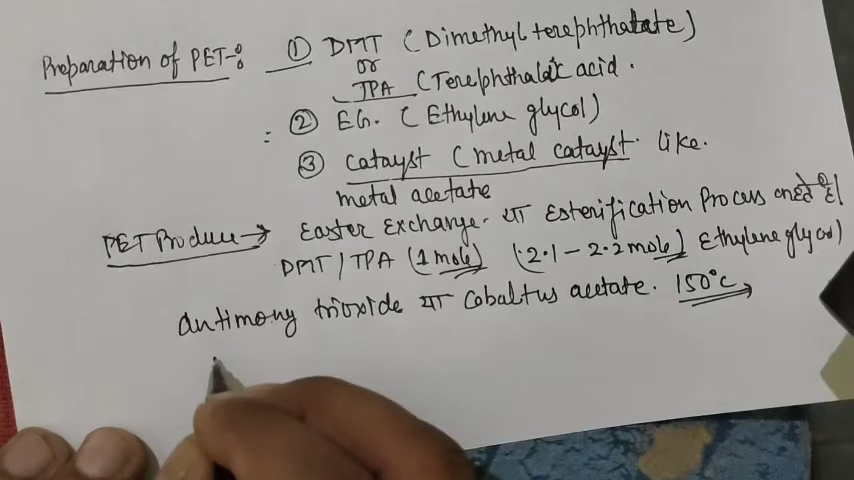 Preparation of PET-: ① DMT (Dimethyl terephthatate)
or
TPA (Terephthalic acid.
: ② EG. (Ethylene glycol)
③ Catayst (metal catayst. like.
metal acetate
PET Produce → Easter Exchange. या Esterification Process करते है
DMT/TPA (1 mole) (2.1-2.2 mole) Ethylene glycol)
Antimony trioxide या Cobaltus acetate. 150°C